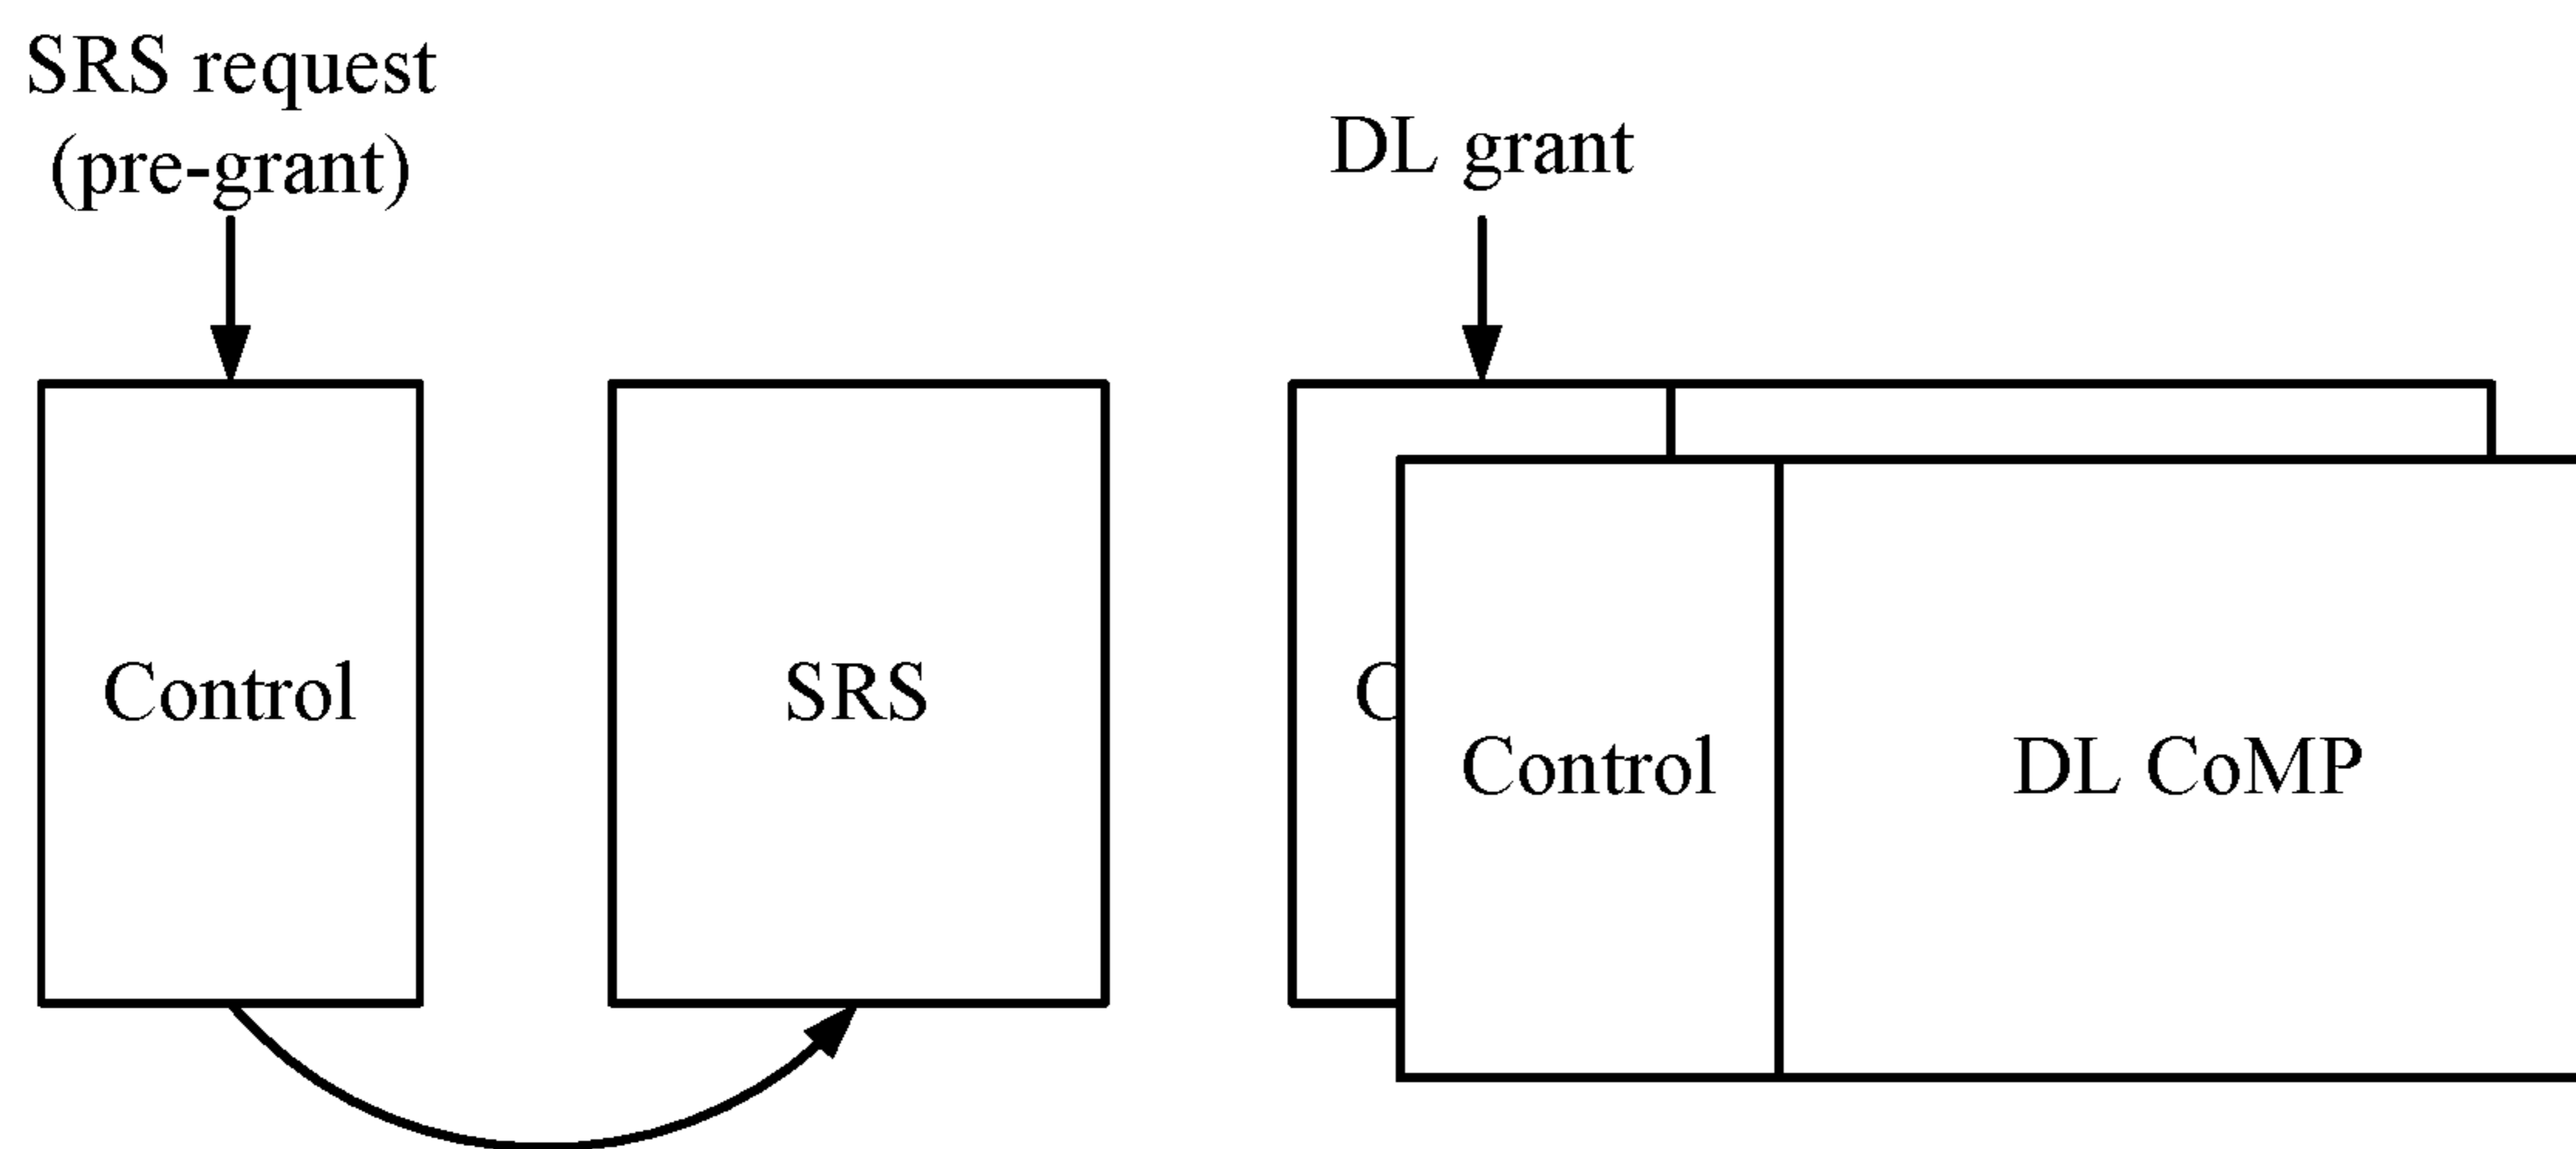 SRS request
(pre-grant)
DL grant
Control
SRS
C
Control
DL CoMP